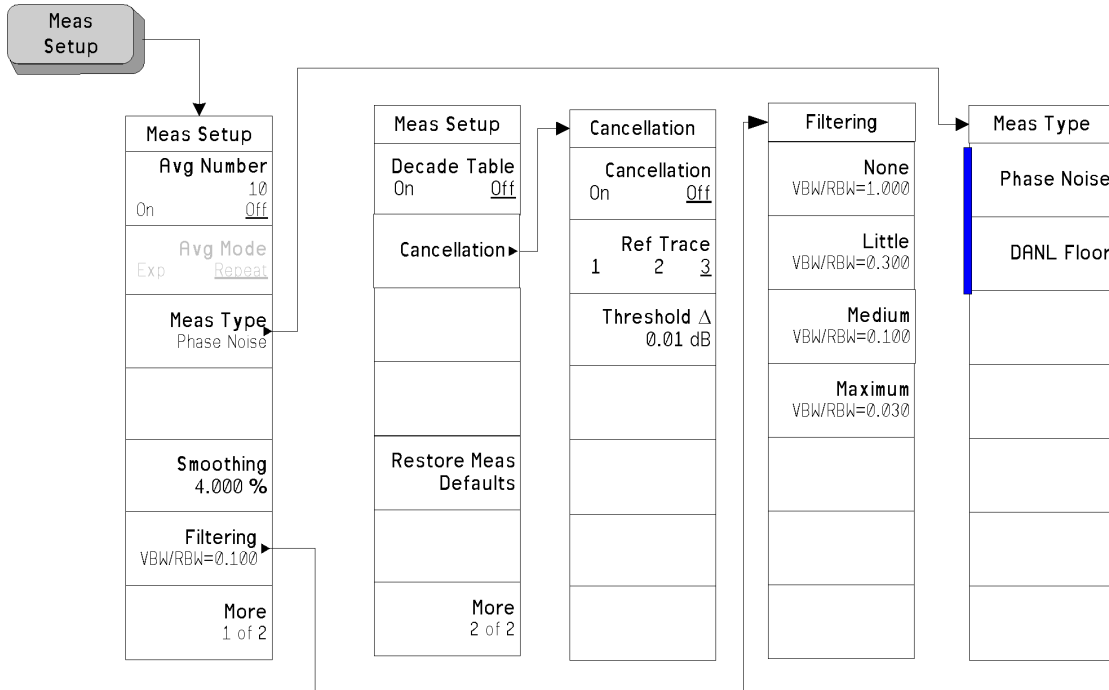 Meas
Setup
Meas Setup
Avg Number
10
On Off
Avg Mode
Exp Repeat
Meas Type
Phase Noise
Smoothing
4.000 %
Filtering
VBW/RBW=0.100
More
1 of 2
Meas Setup
Decade Table
On Off
Cancellation
Restore Meas
Defaults
More
2 of 2
Cancellation
Cancellation
On Off
Ref Trace
1 2 3
Threshold Δ
0.01 dB
Filtering
None
VBW/RBW=1.000
Little
VBW/RBW=0.300
Medium
VBW/RBW=0.100
Maximum
VBW/RBW=0.030
Meas Type
Phase Noise
DANL Floor